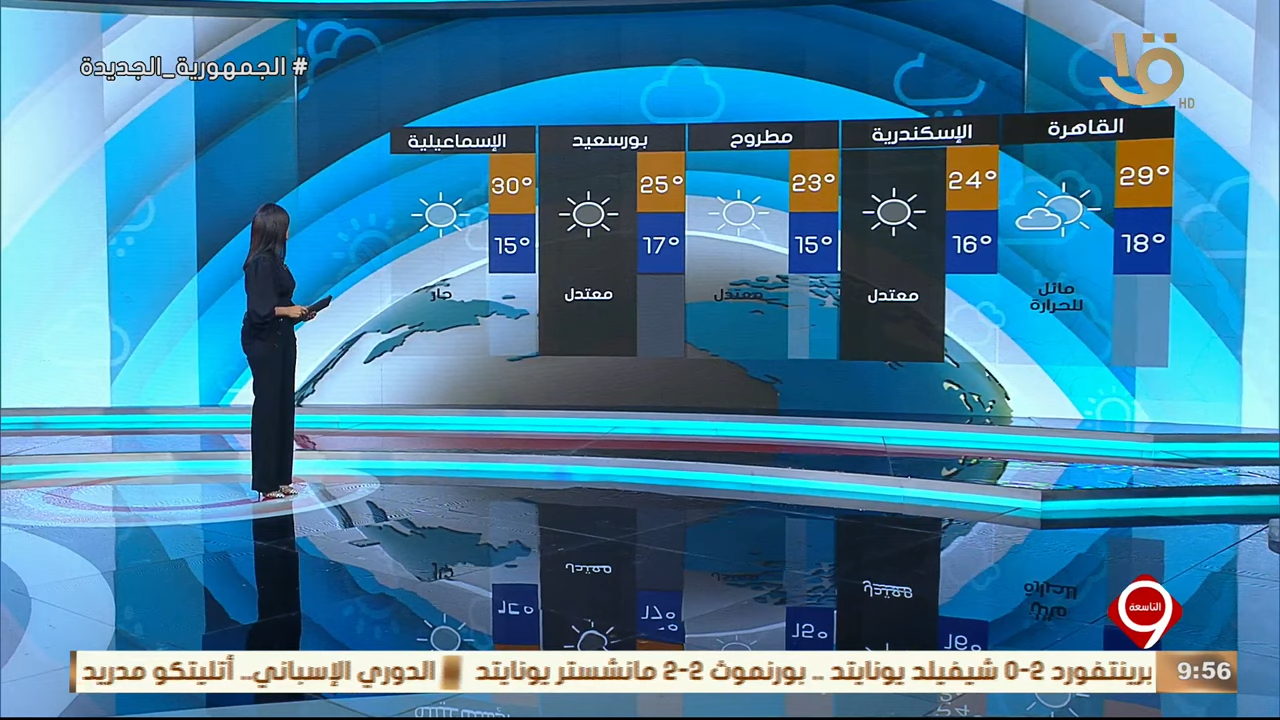 # الجمهورية_الجديدة
HD
القاهرة
29°
18°
مائل
للحرارة
الإسكندرية
24°
16°
معتدل
مطروح
23°
15°
معتدل
بورسعيد
25°
17°
معتدل
الإسماعيلية
30°
15°
حار
التاسعة
9
9:56
برينتفورد 2-0 شيفيلد يونايتد .. بورنموث 2-2 مانشستر يونايتد
الدوري الإسباني.. أتليتكو مدريد